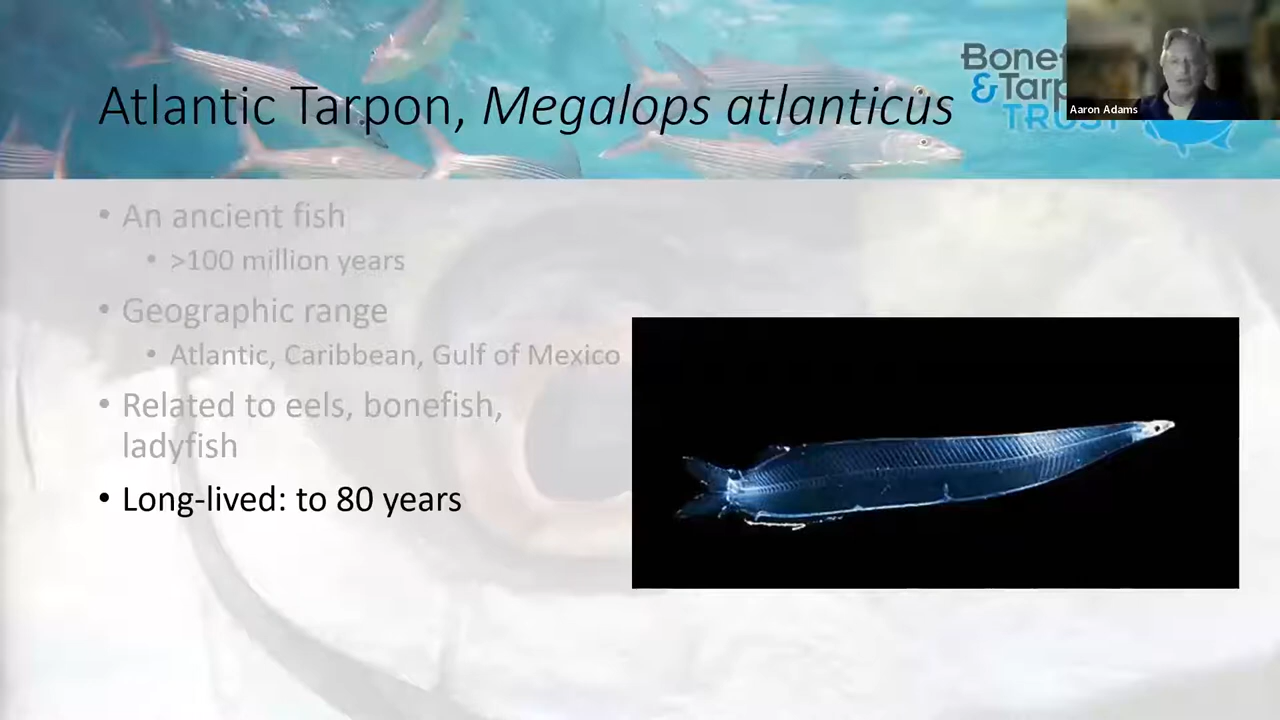 Atlantic Tarpon, Megalops atlanticus
& 
TRUST
Aaron Adams
• An ancient fish
• >100 million years
• Geographic range
• Atlantic, Caribbean, Gulf of Mexico
• Related to eels, bonefish,
ladyfish
• Long-lived: to 80 years